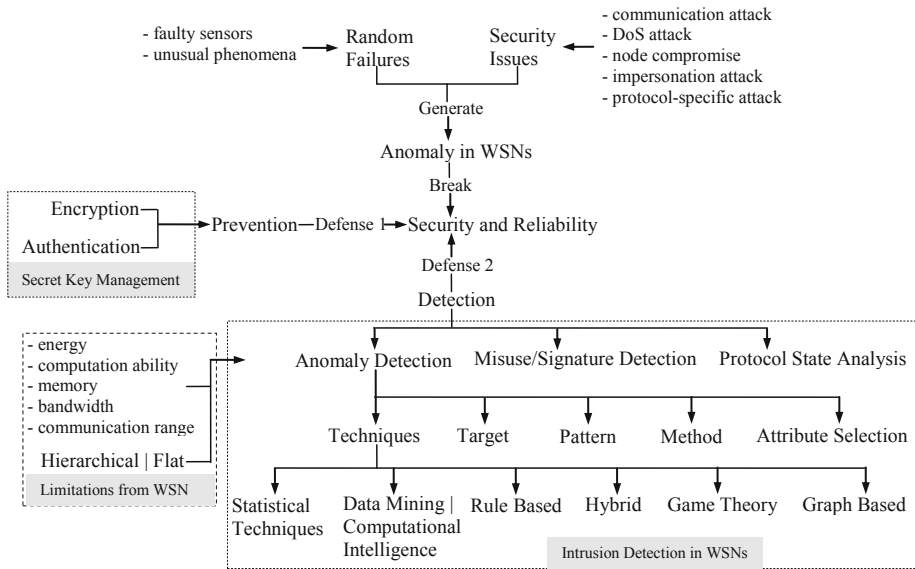 - faulty sensors
- unusual phenomena
Random
Failures
Security
Issues
- communication attack
- DoS attack
- node compromise
- impersonation attack
- protocol-specific attack
Generate
Anomaly in WSNs
Break
Encryption
Authentication
Secret Key Management
Prevention
Defense 1
Security and Reliability
Defense 2
Detection
- energy
- computation ability
- memory
- bandwidth
- communication range
Hierarchical | Flat
Limitations from WSN
Anomaly Detection
Misuse/Signature Detection
Protocol State Analysis
Techniques
Target
Pattern
Method
Attribute Selection
Statistical
Techniques
Data Mining |
Computational
Intelligence
Rule Based
Hybrid
Game Theory
Graph Based
Intrusion Detection in WSNs